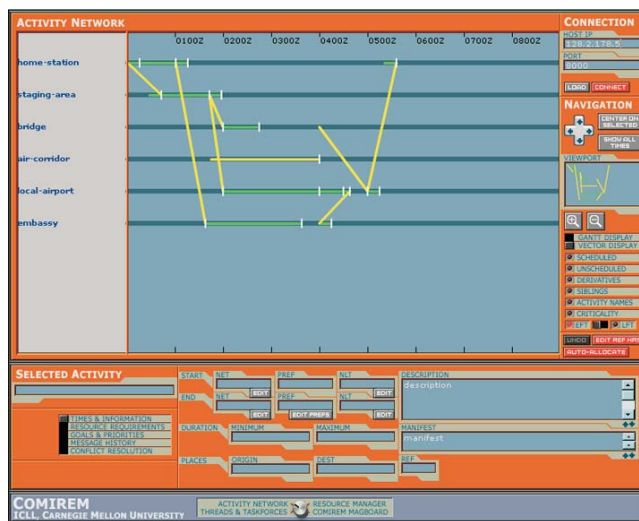 ACTIVITY NETWORK
0100Z 0200Z 0300Z 0400Z 0500Z 0600Z 0700Z 0800Z
home-station
staging-area
bridge
air-corridor
local-airport
embassy
CONNECTION
HOST IP
128.2.178.5
PORT
8000
LOAD CONNECT
NAVIGATION
CENTER ON
SELECTED
SHOW ALL
TIMES
VIEWPORT
GANTT DISPLAY
VECTOR DISPLAY
SCHEDULED
UNSCHEDULED
DERIVATIVES
SIBLINGS
ACTIVITY NAMES
CRITICALITY
EFT LFT
UNDO EDIT REF
AUTO-ALLOCATE
SELECTED ACTIVITY
TIMES & INFORMATION
RESOURCE REQUIREMENTS
GOALS & PRIORITIES
MESSAGE HISTORY
CONFLICT RESOLUTION
START NET PREF NLT
EDIT EDIT
END NET PREF NLT
EDIT EDIT PREFS EDIT
DURATION MINIMUM MAXIMUM
PLACES ORIGIN DEST REF
DESCRIPTION
description
MANIFEST
manifest
COMIREM
ICLL, CARNEGIE MELLON UNIVERSITY
ACTIVITY NETWORK RESOURCE MANAGER
THREADS & TASKFORCES COMIREM MAGBOARD